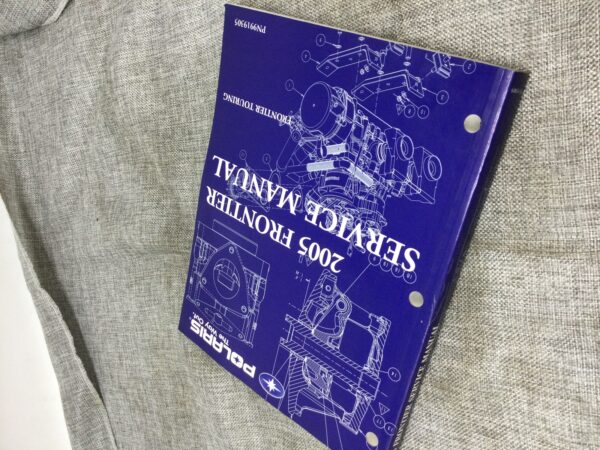 POLARIS
The Way Out.
2005 FRONTIER
SERVICE MANUAL
FRONTIER TOURING
PN9919305